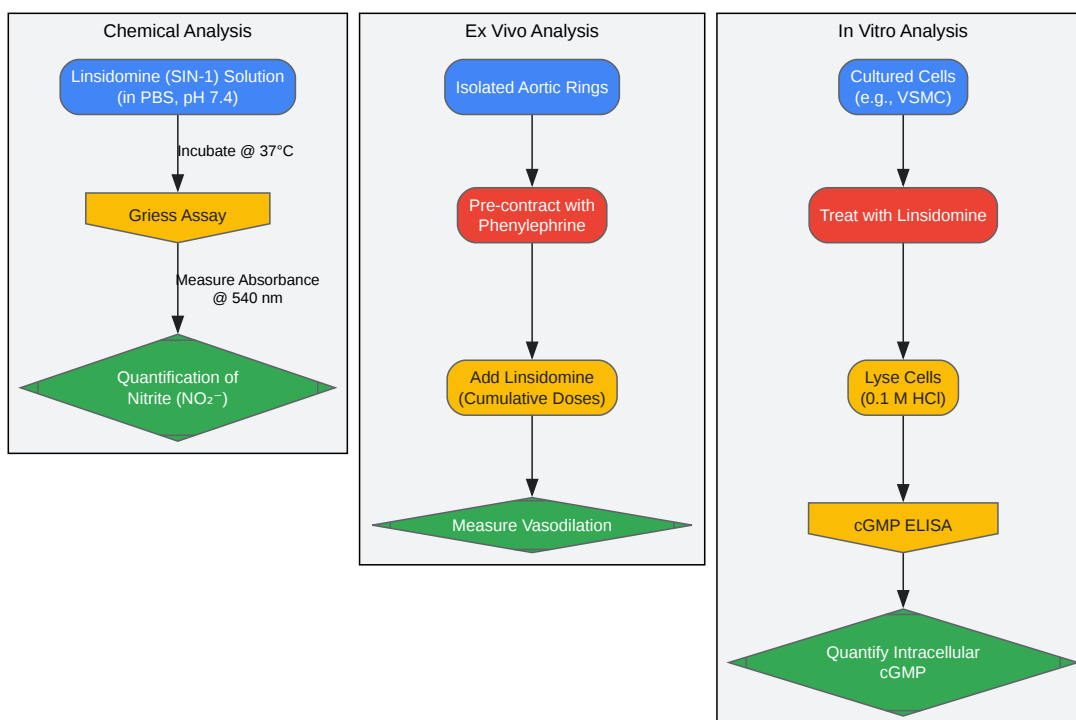 Chemical Analysis
Linsidomine (SIN-1) Solution
(in PBS, pH 7.4)
Incubate @ 37°C
Griess Assay
Measure Absorbance
@ 540 nm
Quantification of
Nitrite (NO₂⁻)
Ex Vivo Analysis
Isolated Aortic Rings
Pre-contract with
Phenylephrine
Add Linsidomine
(Cumulative Doses)
Measure Vasodilation
In Vitro Analysis
Cultured Cells
(e.g., VSMC)
Treat with Linsidomine
Lyse Cells
(0.1 M HCl)
cGMP ELISA
Quantify Intracellular
cGMP